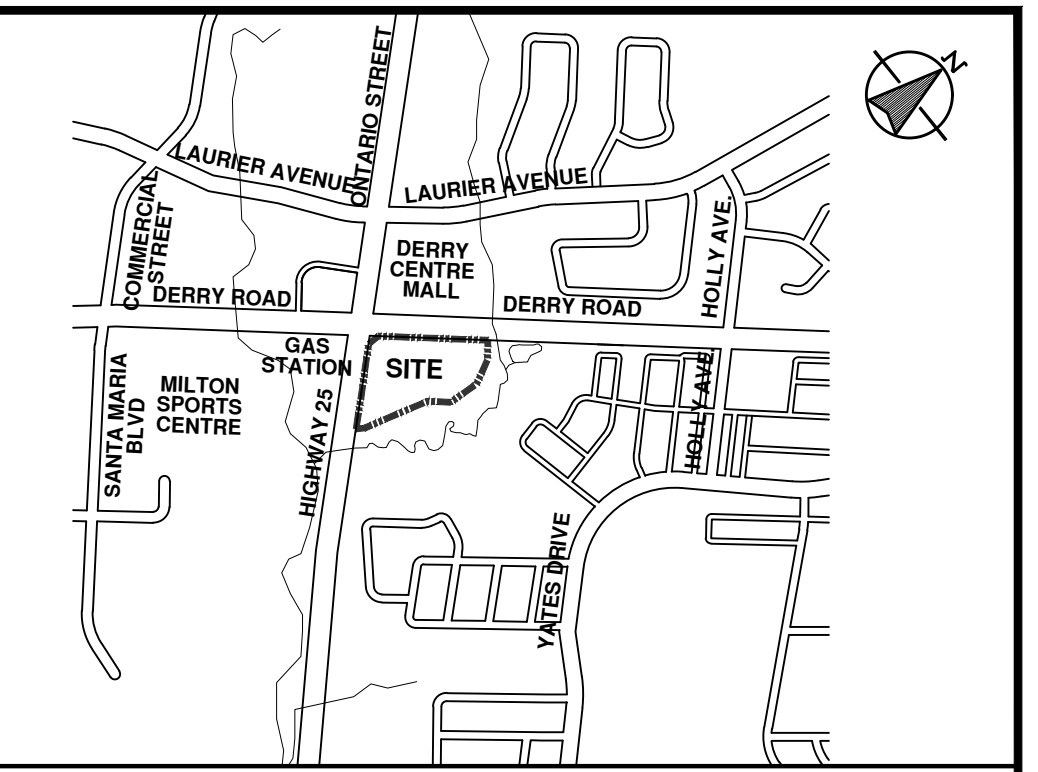 N
ONTARIO STREET
LAURIER AVENUE
LAURIER AVENUE
COMMERCIAL
STREET
HOLLY AVE.
DERRY
CENTRE
MALL
DERRY ROAD
DERRY ROAD
GAS
STATION
SITE
HOLLY AVE.
SANTA MARIA
BLVD
MILTON
SPORTS
CENTRE
HIGHWAY 25
YATES DRIVE